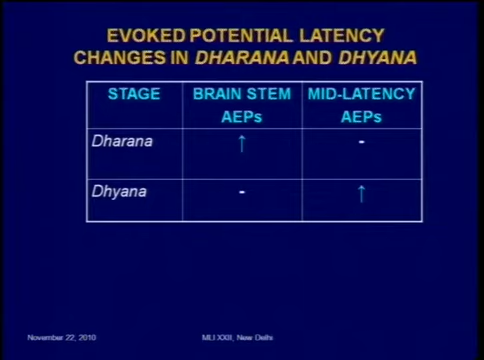 EVOKED POTENTIAL LATENCY
CHANGES IN DHARANA AND DHYANA
STAGE BRAIN STEM AEPs MID-LATENCY AEPs
Dharana ↑ -
Dhyana - ↑
November 22, 2010 MLI XXII, New Delhi